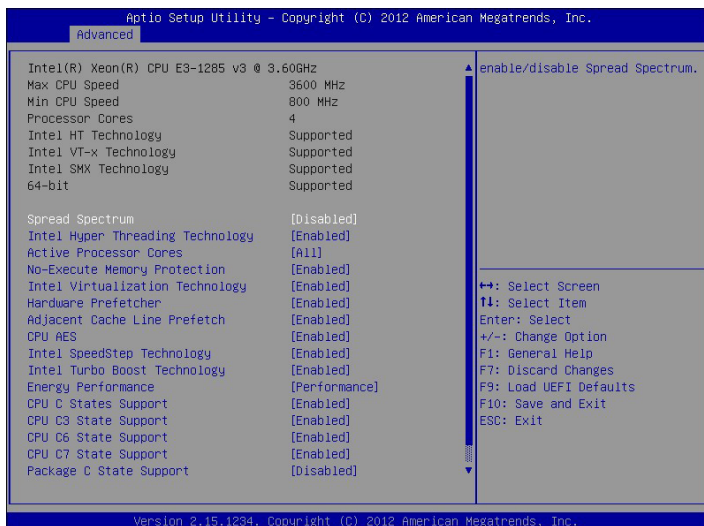 Aptio Setup Utility - Copyright (C) 2012 American Megatrends, Inc.
Advanced
Intel(R) Xeon(R) CPU E3-1285 v3 @ 3.60GHz
Max CPU Speed 3600 MHz
Min CPU Speed 800 MHz
Processor Cores 4
Intel HT Technology Supported
Intel VT-x Technology Supported
Intel SMX Technology Supported
64-bit Supported
Spread Spectrum [Disabled]
Intel Hyper Threading Technology [Enabled]
Active Processor Cores [All]
No-Execute Memory Protection [Enabled]
Intel Virtualization Technology [Enabled]
Hardware Prefetcher [Enabled]
Adjacent Cache Line Prefetch [Enabled]
CPU AES [Enabled]
Intel SpeedStep Technology [Enabled]
Intel Turbo Boost Technology [Enabled]
Energy Performance [Performance]
CPU C States Support [Enabled]
CPU C3 State Support [Enabled]
CPU C6 State Support [Enabled]
CPU C7 State Support [Enabled]
Package C State Support [Disabled]
enable/disable Spread Spectrum.
↔: Select Screen
↑↓: Select Item
Enter: Select
+/-: Change Option
F1: General Help
F7: Discard Changes
F9: Load UEFI Defaults
F10: Save and Exit
ESC: Exit
Version 2.15.1234. Copyright (C) 2012 American Megatrends, Inc.